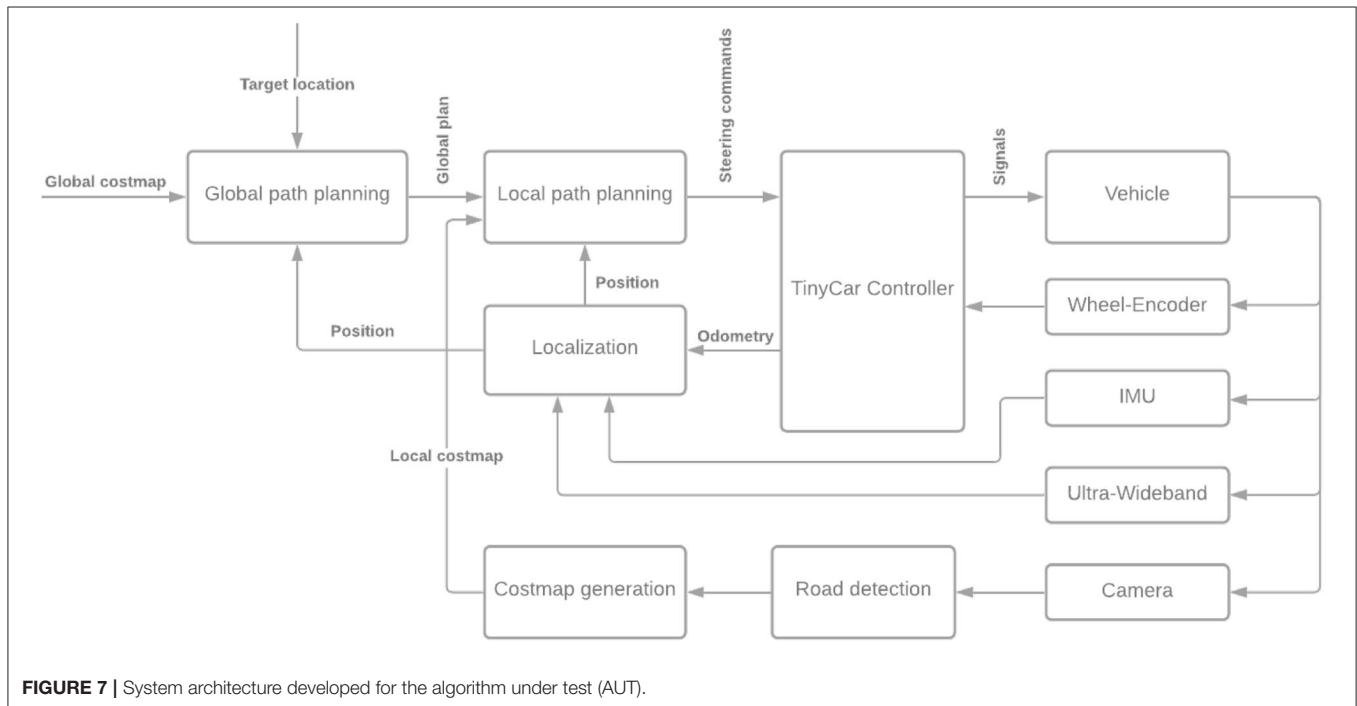 Target location
Global plan
Steering commands
Signals
Global costmap
Global path planning
Local path planning
Vehicle
TinyCar Controller
Position
Wheel-Encoder
Position
Localization
Odometry
IMU
Local costmap
Ultra-Wideband
Costmap generation
Road detection
Camera
FIGURE 7 | System architecture developed for the algorithm under test (AUT).